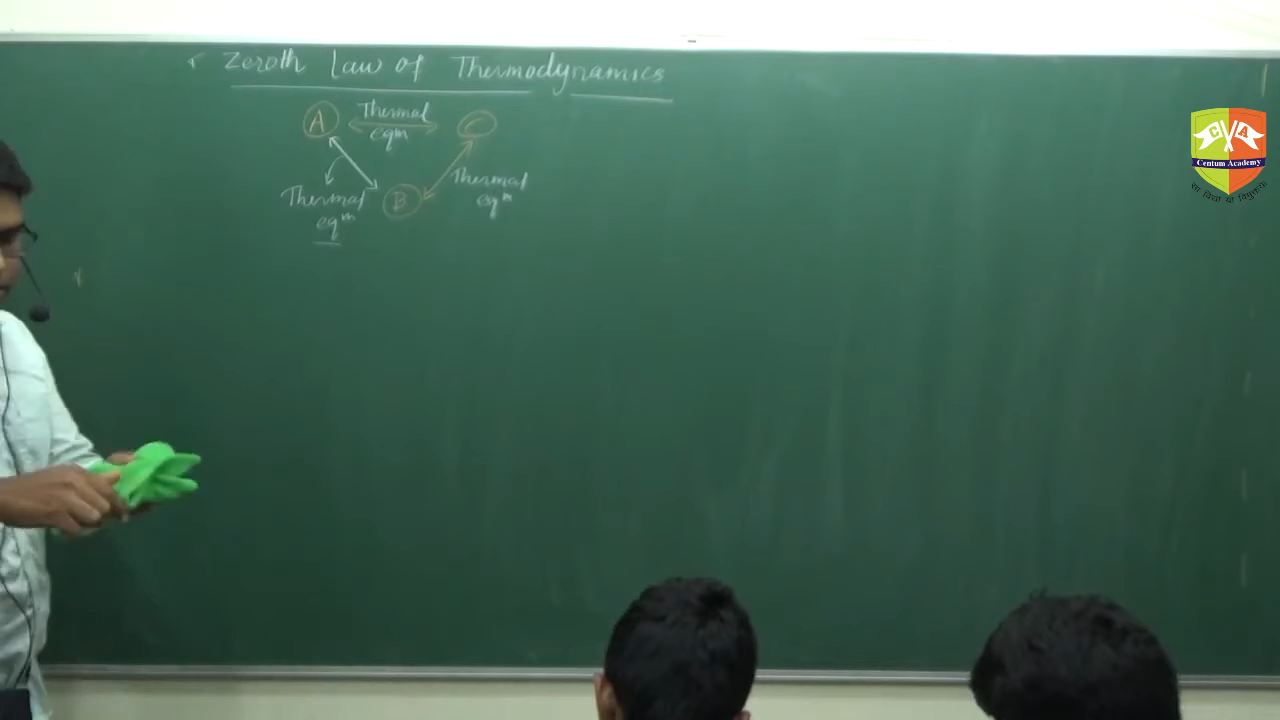 Zeroth Law of Thermodynamics
A
Thermal
eqm
C
Thermal
eqm
B
Thermal
eqm
C A
Centum Academy